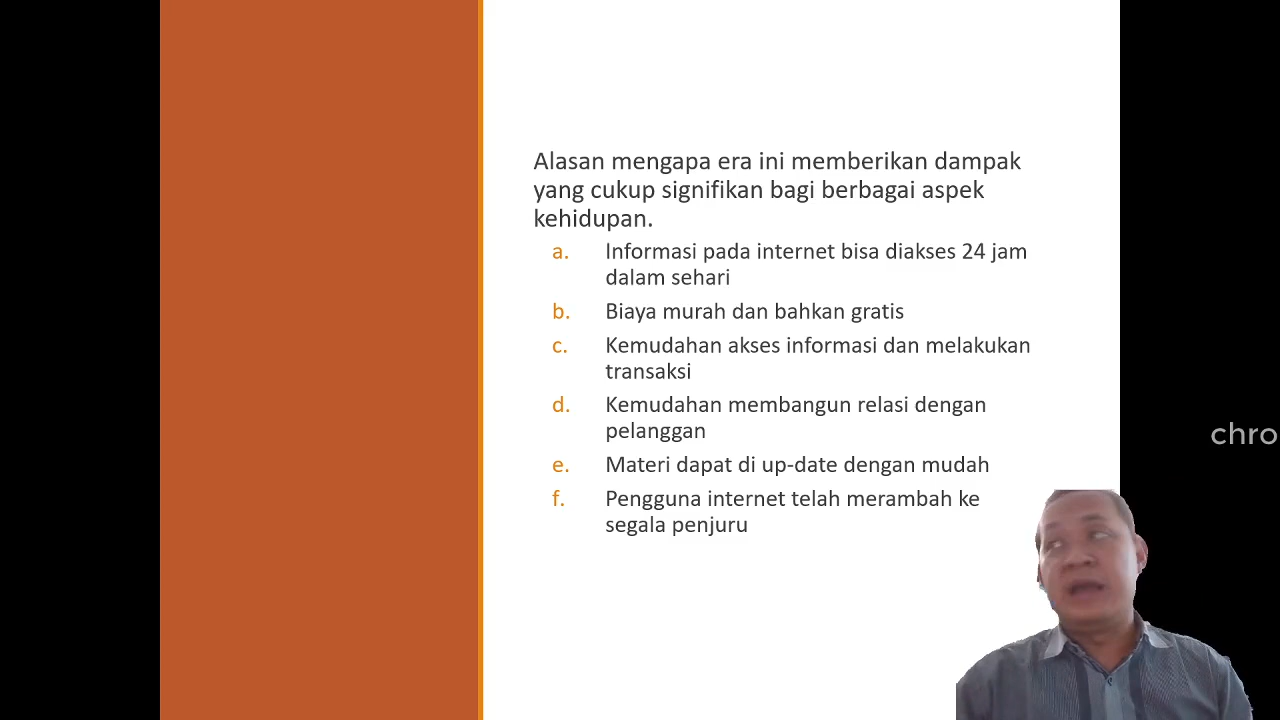 Alasan mengapa era ini memberikan dampak
yang cukup signifikan bagi berbagai aspek
kehidupan.
a. Informasi pada internet bisa diakses 24 jam
dalam sehari
b. Biaya murah dan bahkan gratis
c. Kemudahan akses informasi dan melakukan
transaksi
d. Kemudahan membangun relasi dengan
pelanggan
e. Materi dapat di up-date dengan mudah
f. Pengguna internet telah merambah ke
segala penjuru
chro